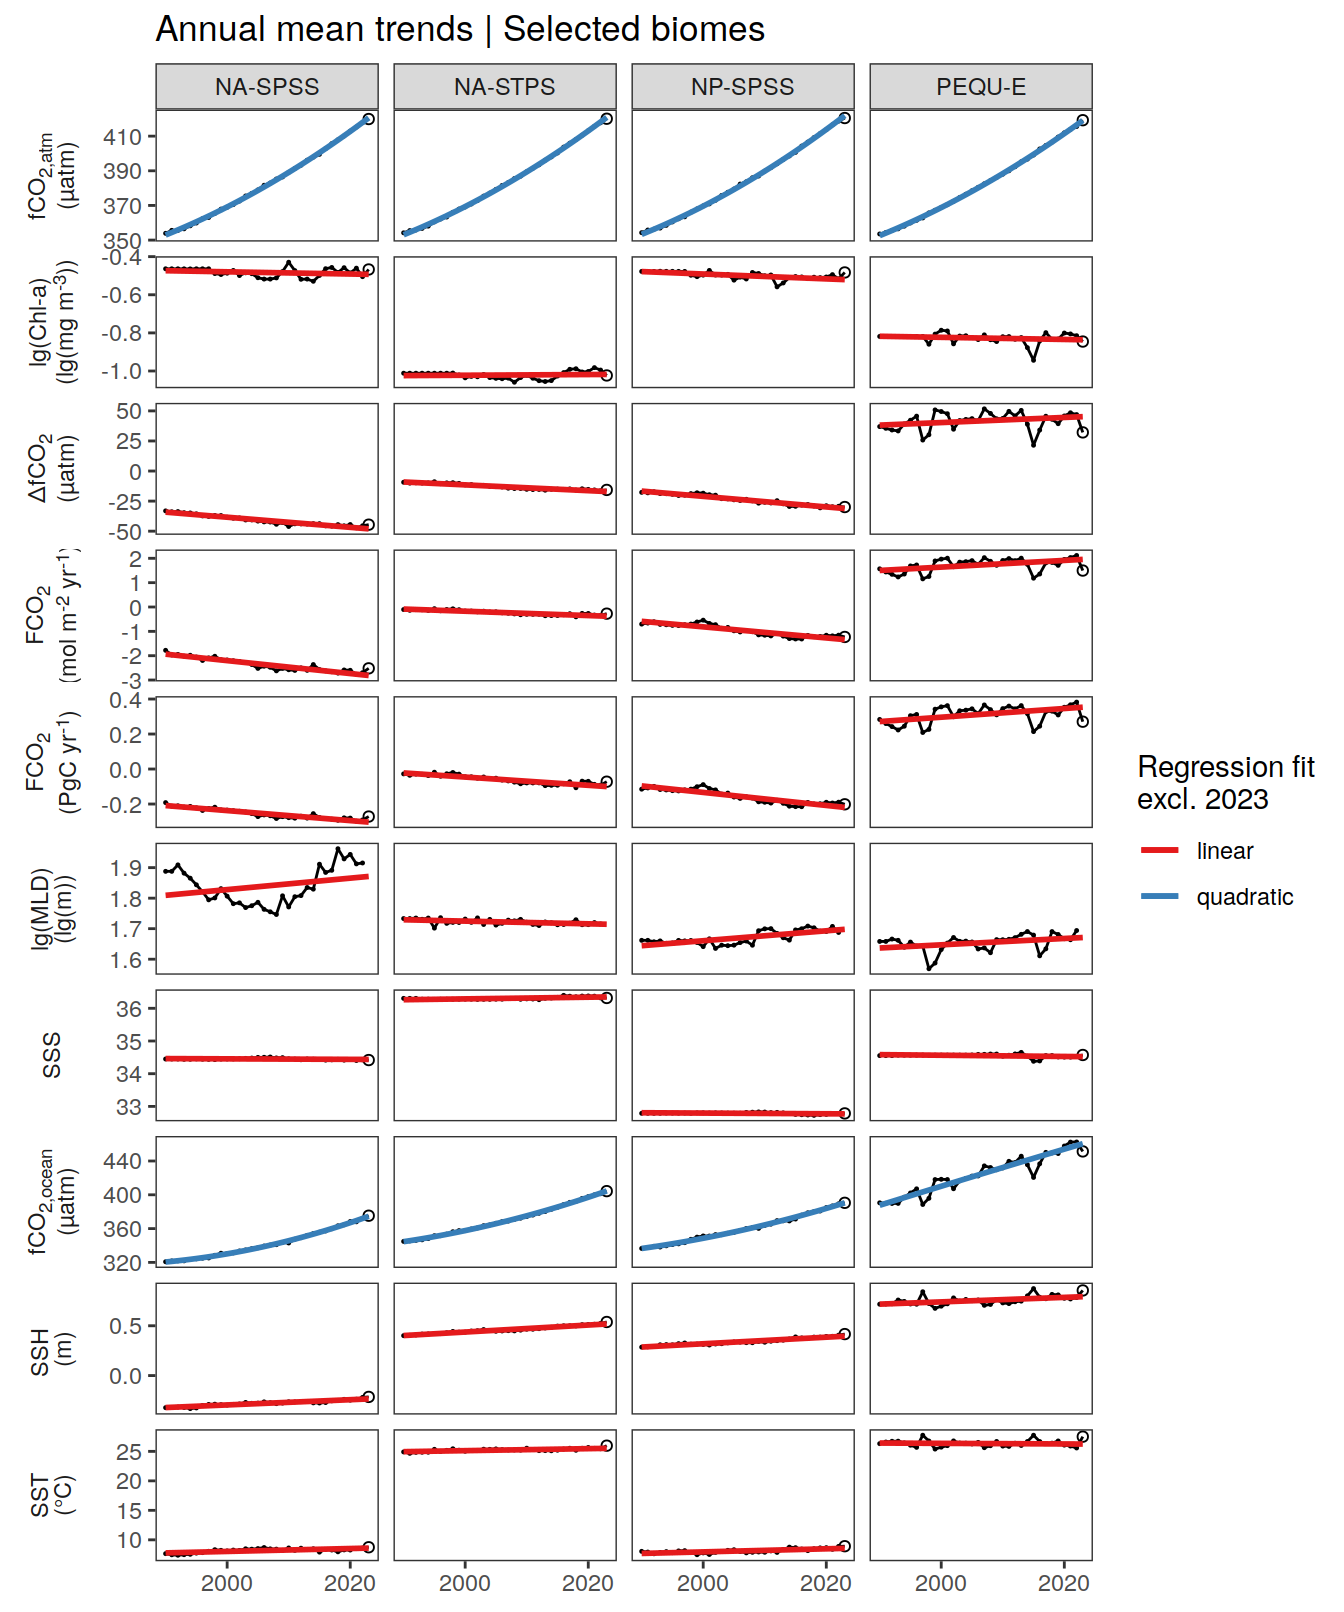 Annual mean trends | Selected biomes
NA-SPSS NA-STPS NP-SPSS PEQU-E
fCO2,atm
(µatm)
410
390
370
350
lg(Chl-a)
(lg(mg m-3))
-0.4
-0.6
-0.8
-1.0
ΔfCO2
(µatm)
50
25
0
-25
-50
FCO2
(mol m-2 yr-1)
2
1
0
-1
-2
-3
FCO2
(PgC yr-1)
0.4
0.2
0.0
-0.2
lg(MLD)
(lg(m))
1.9
1.8
1.7
1.6
SSS
36
35
34
33
fCO2,ocean
(µatm)
440
400
360
320
SSH
(m)
0.5
0.0
SST
(°C)
25
20
15
10
2000 2020 2000 2020 2000 2020 2000 2020
Regression fit
excl. 2023
linear
quadratic